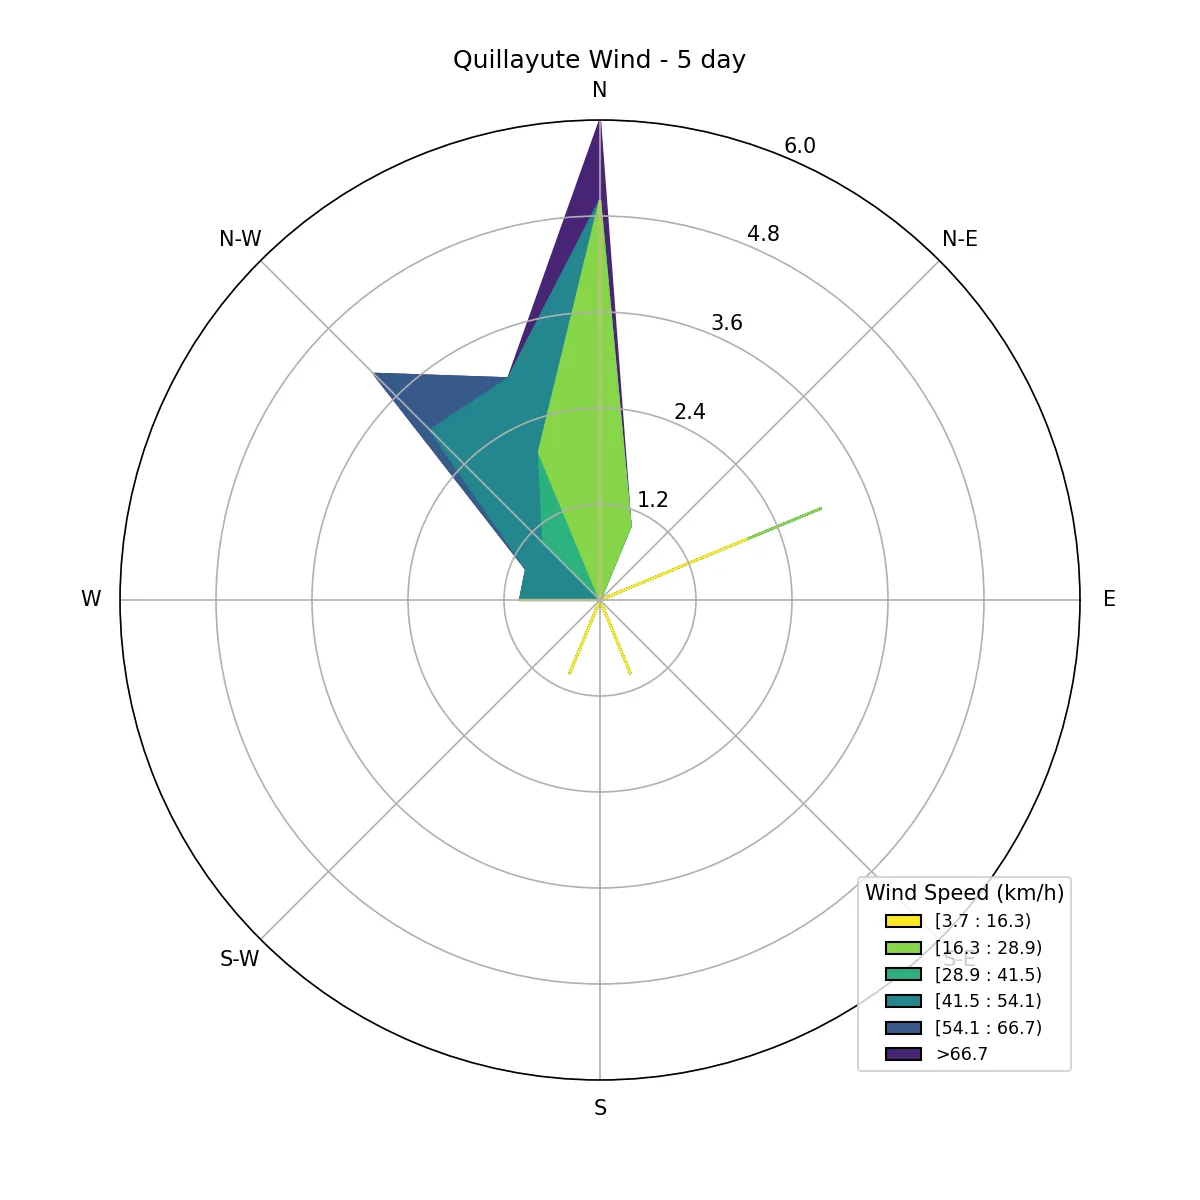 Quillayute Wind - 5 day
N
6.0
N-W
N-E
4.8
3.6
2.4
1.2
W
E
Wind Speed (km/h)
[3.7 : 16.3)
[16.3 : 28.9)
S-W
S-E
[28.9 : 41.5)
[41.5 : 54.1)
[54.1 : 66.7)
>66.7
S